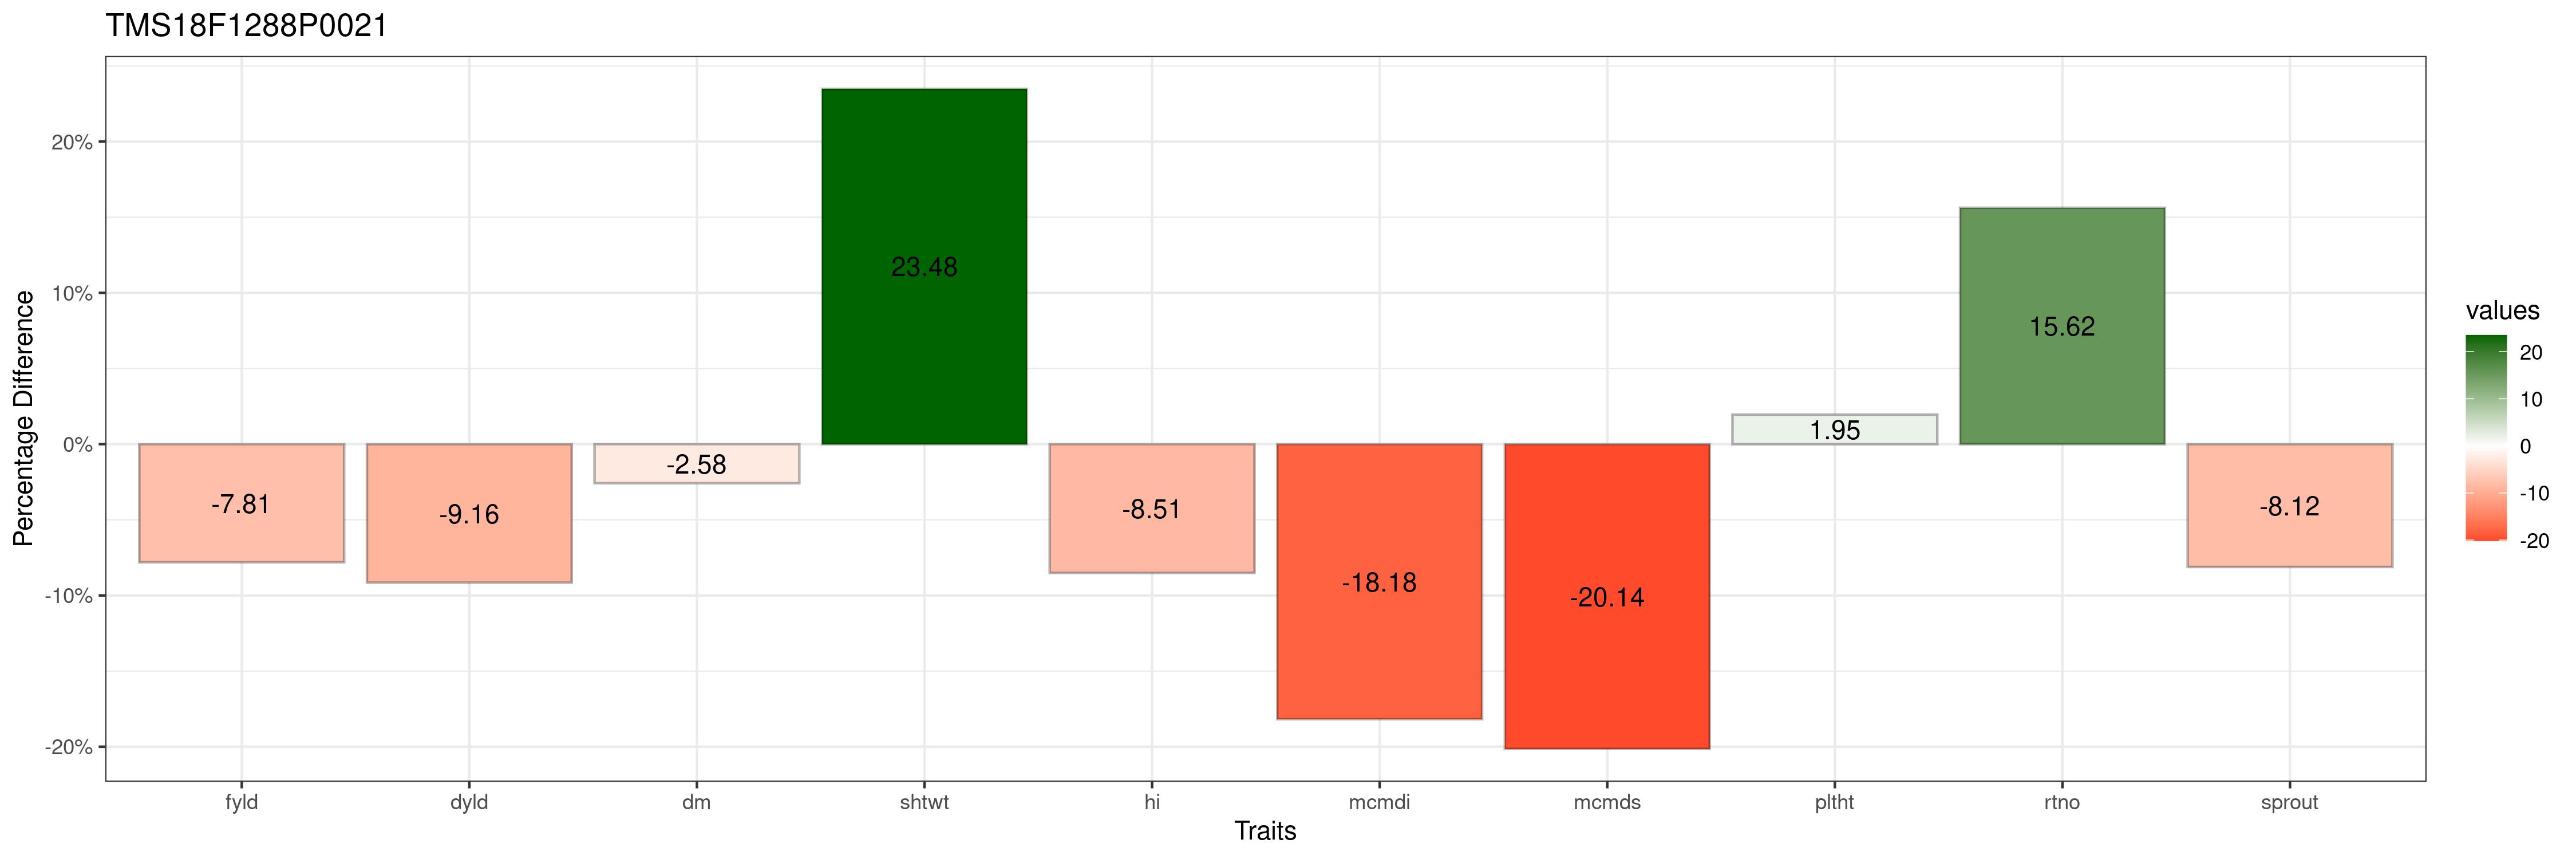 TMS18F1288P0021
Percentage Difference
20%
10%
0%
-10%
-20%
-7.81
-9.16
-2.58
23.48
-8.51
-18.18
-20.14
1.95
15.62
-8.12
fyld
dyld
dm
shtwt
hi
mcmdi
mcmds
pltht
rtno
sprout
Traits
values
20
10
0
-10
-20